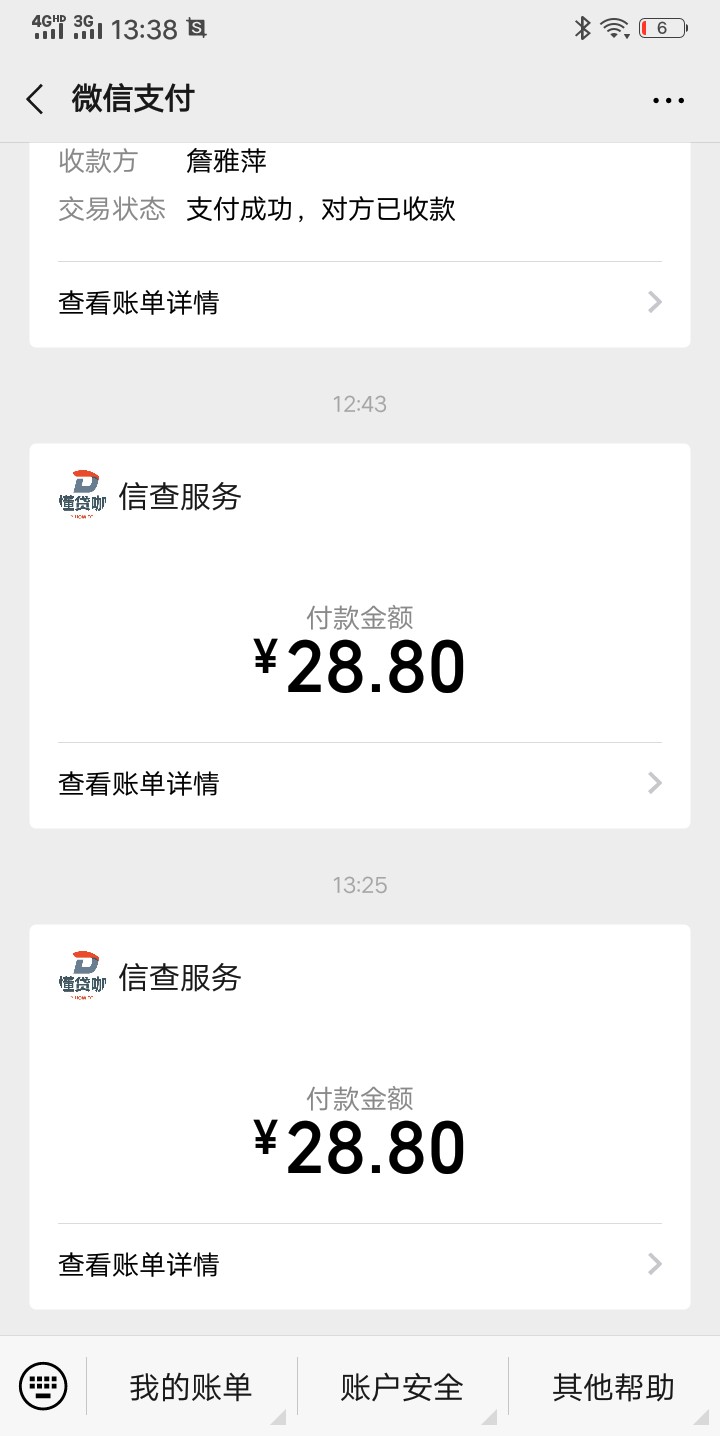 4GHD 3G 13:38 6
微信支付
收款方 詹雅萍
交易状态 支付成功，对方已收款
查看账单详情
12:43
懂贷咖 信查服务
付款金额
¥28.80
查看账单详情
13:25
懂贷咖 信查服务
付款金额
¥28.80
查看账单详情
我的账单 账户安全 其他帮助